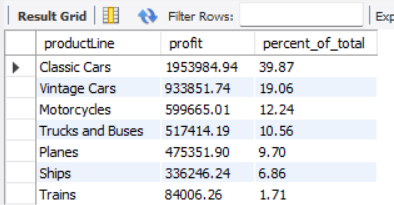 Result Grid Filter Rows: Exp
productLine profit percent_of_total
Classic Cars 1953984.94 39.87
Vintage Cars 933851.74 19.06
Motorcycles 599665.01 12.24
Trucks and Buses 517414.19 10.56
Planes 475351.90 9.70
Ships 336246.24 6.86
Trains 84006.26 1.71